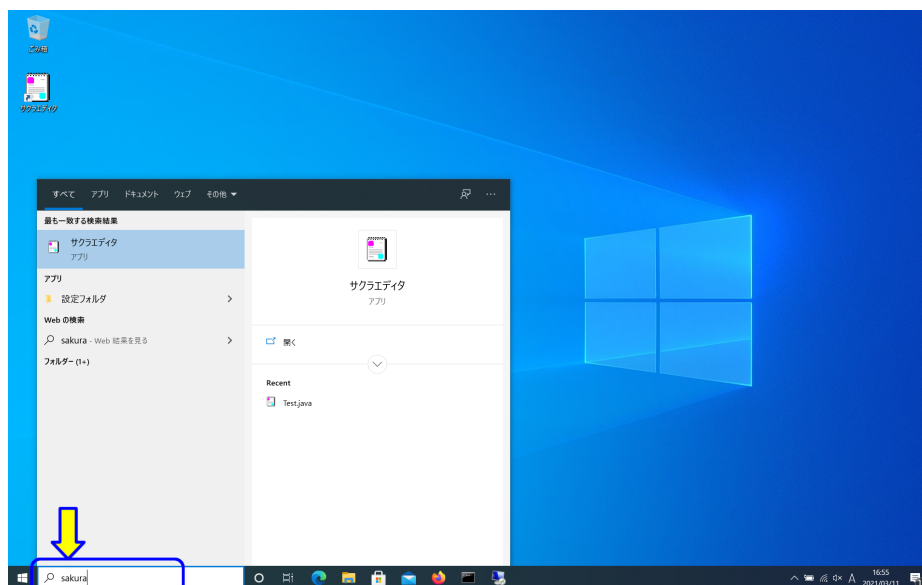 ごみ箱
サクラエディタ
すべて アプリ ドキュメント ウェブ その他
最も一致する検索結果
サクラエディタ
アプリ
アプリ
設定フォルダ
Web の検索
sakura - Web 結果を見る
フォルダー (1+)
サクラエディタ
アプリ
開く
Recent
Test.java
sakura
A
16:55
2021/03/11